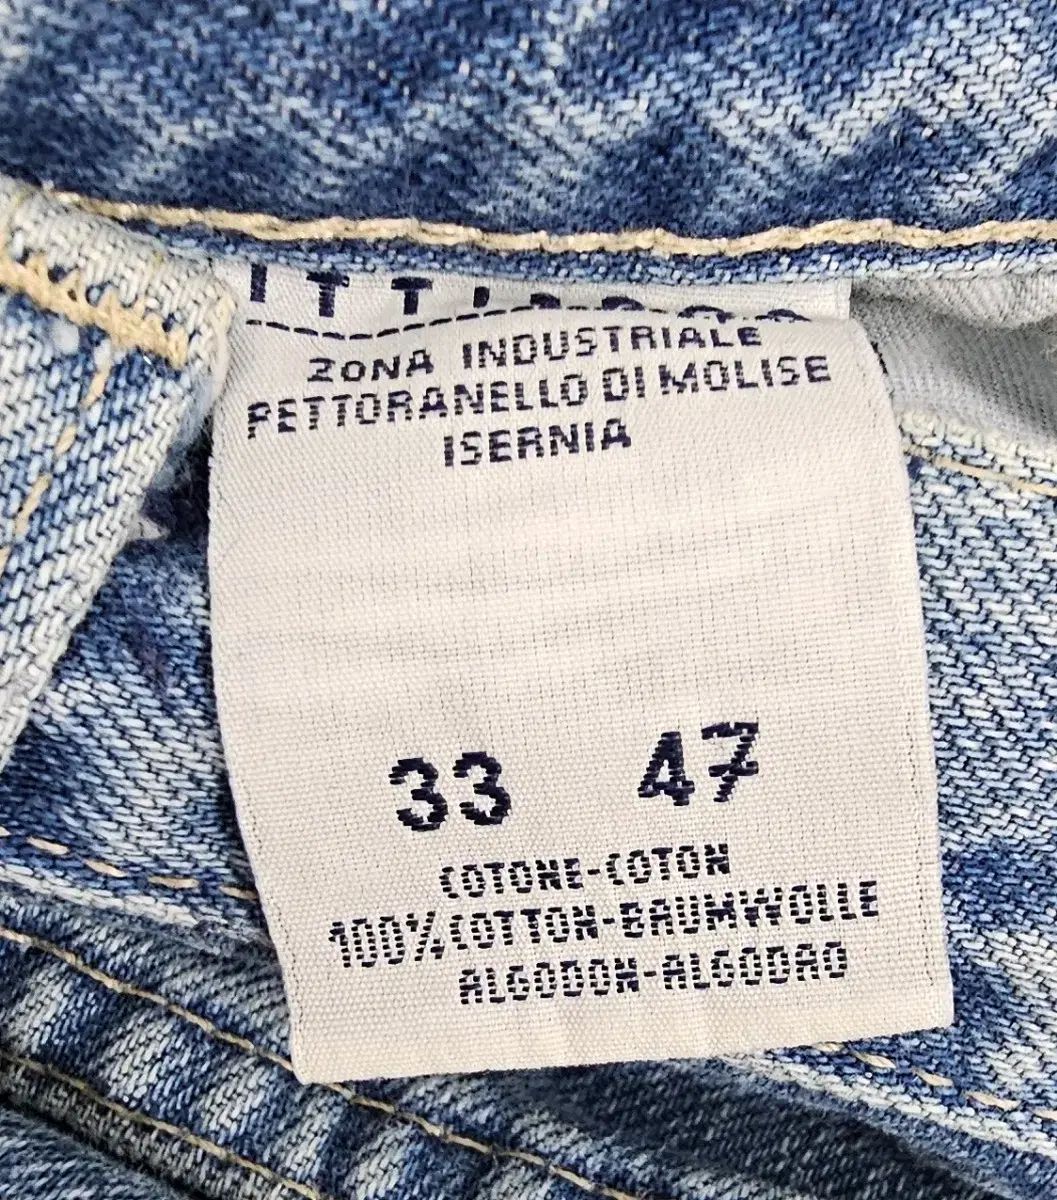 ZONA INDUSTRIALE
PETTORANELLO DI MOLISE
ISERNIA
33 47
COTONE-COTON
100% COTTON-BAUMWOLLE
ALGODON-ALGODAO